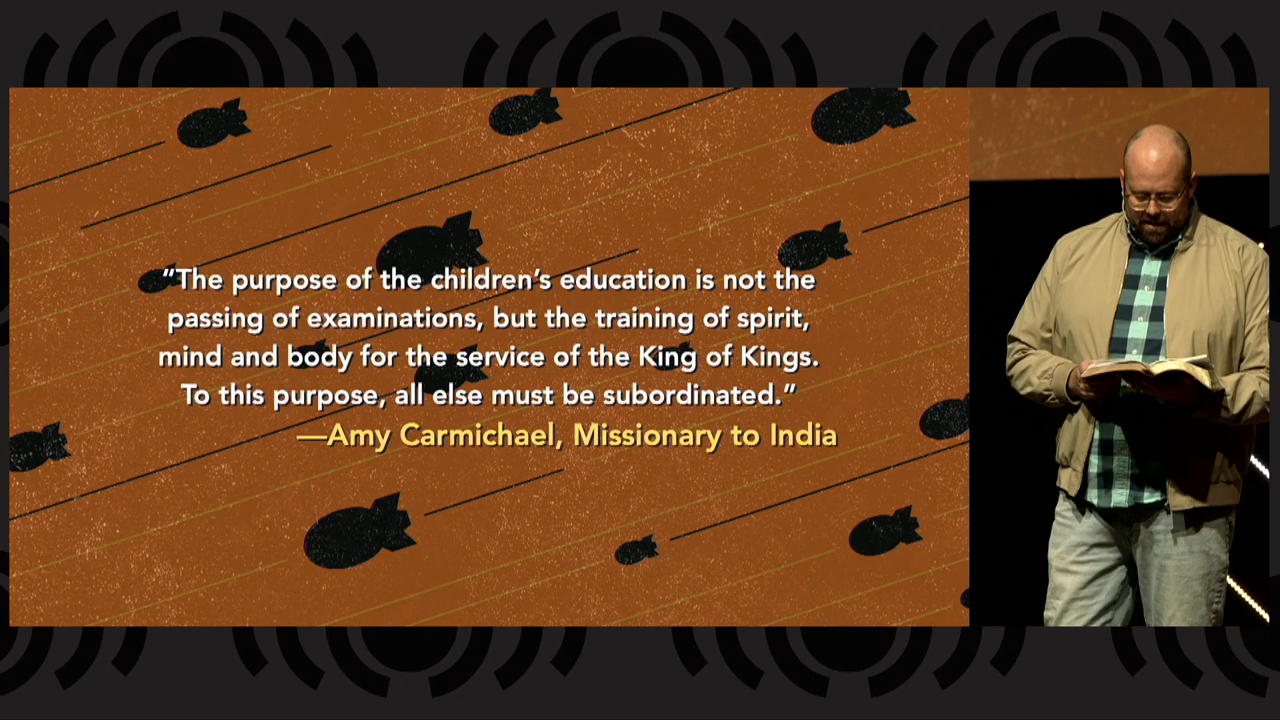 “The purpose of the children’s education is not the
passing of examinations, but the training of spirit,
mind and body for the service of the King of Kings.
To this purpose, all else must be subordinated.”
—Amy Carmichael, Missionary to India